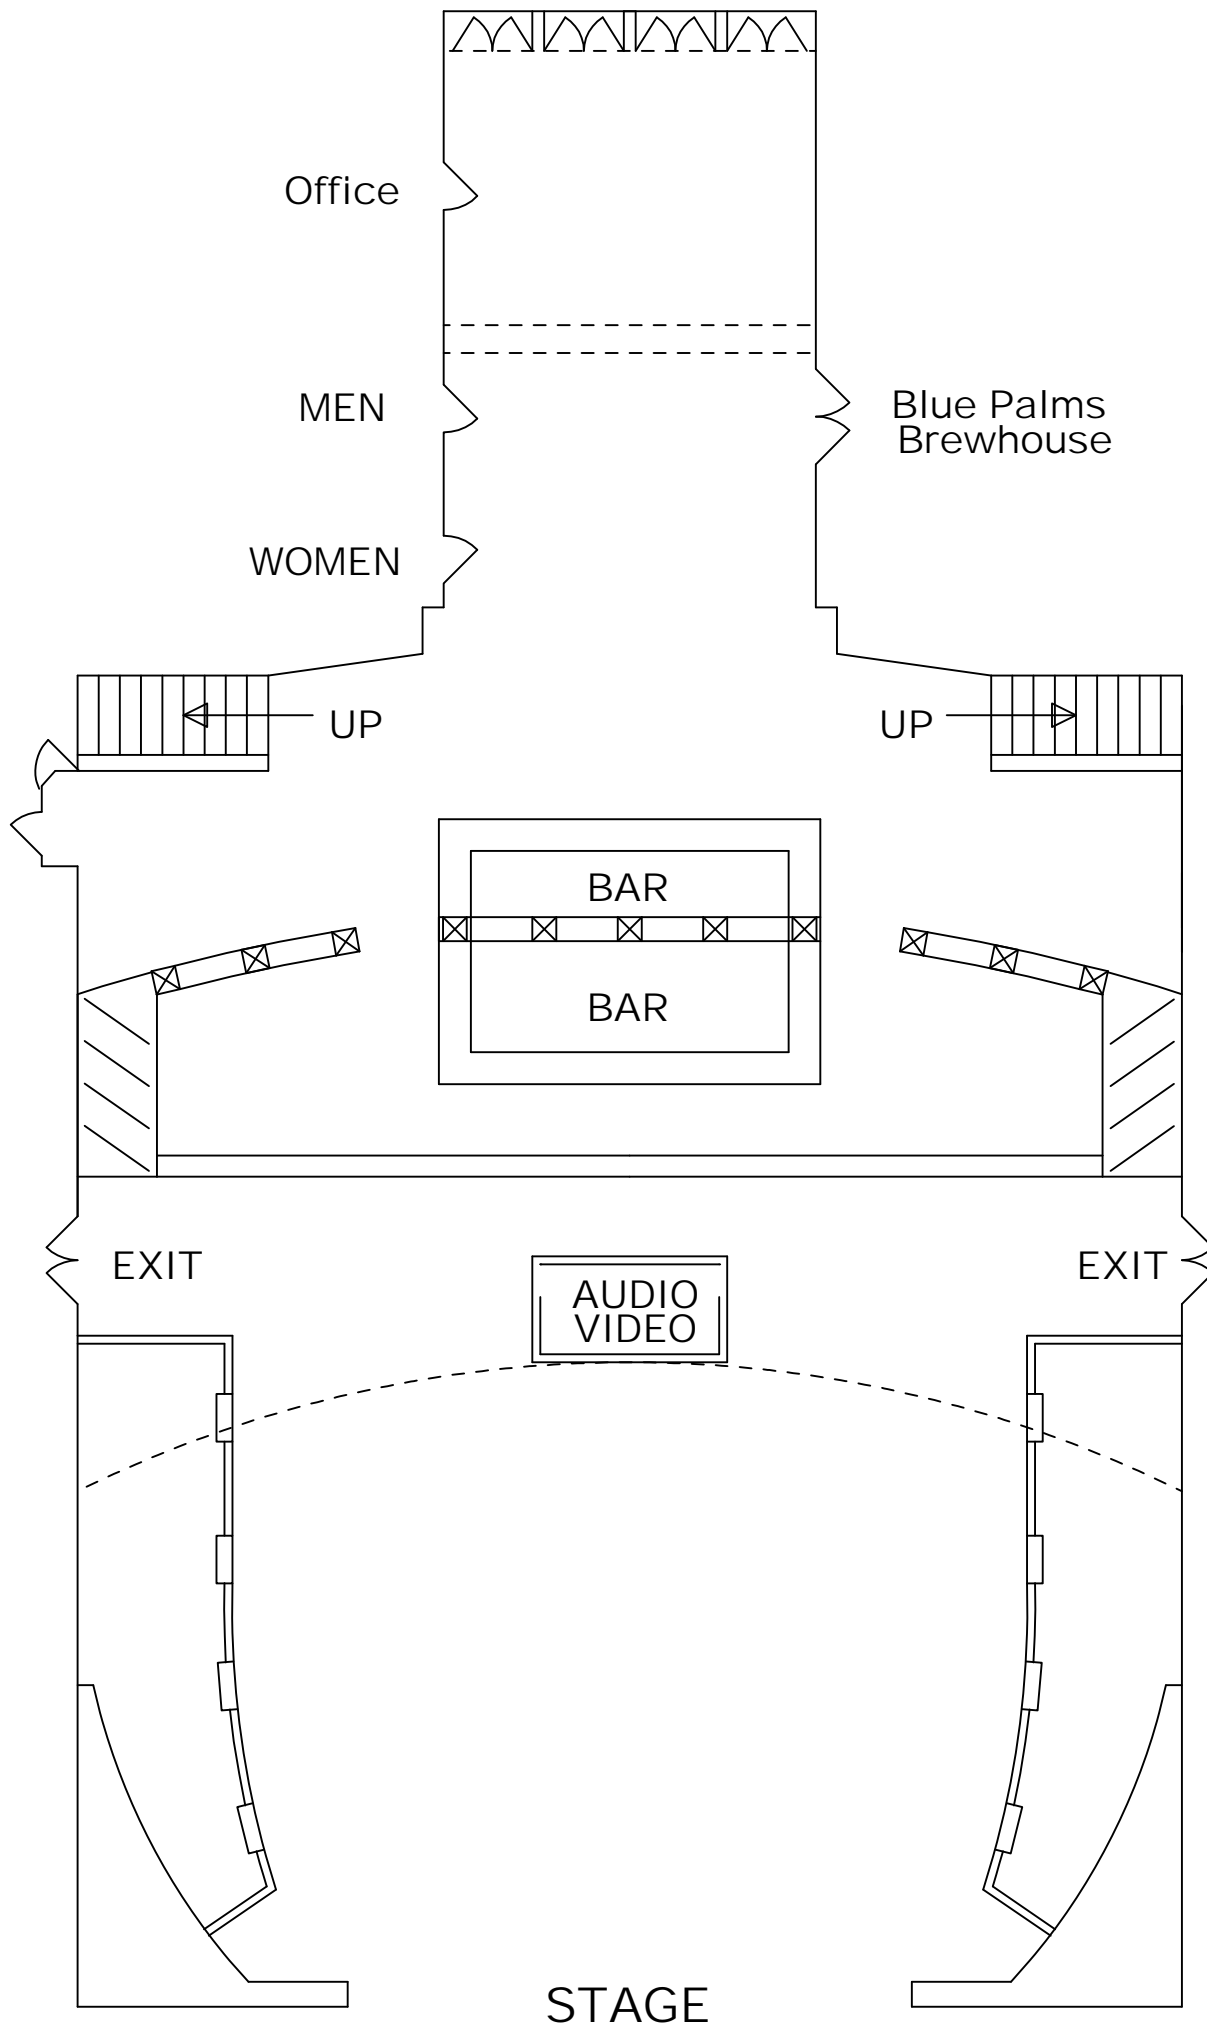 Office
MEN
Blue Palms
Brewhouse
WOMEN
UP
UP
BAR
BAR
EXIT
EXIT
AUDIO
VIDEO
STAGE